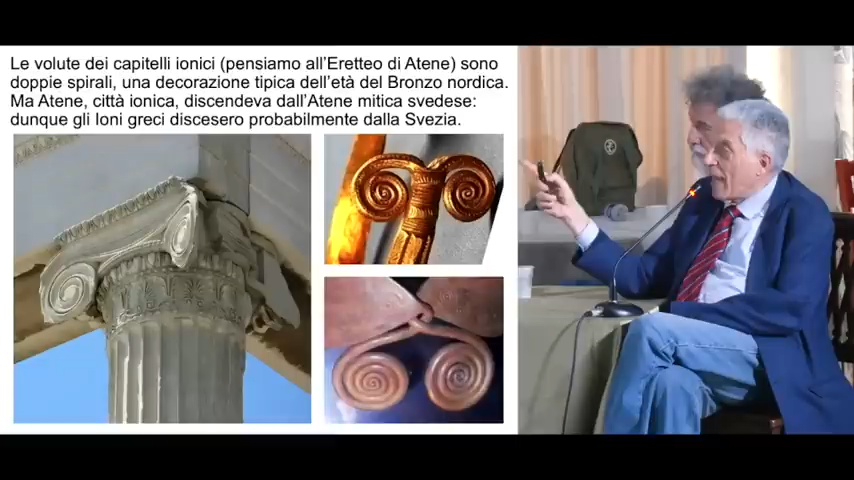 Le volute dei capitelli ionici (pensiamo all'Eretteo di Atene) sono
doppie spirali, una decorazione tipica dell'età del Bronzo nordica.
Ma Atene, città ionica, discendeva dall'Atene mitica svedese:
dunque gli Ioni greci discesero probabilmente dalla Svezia.